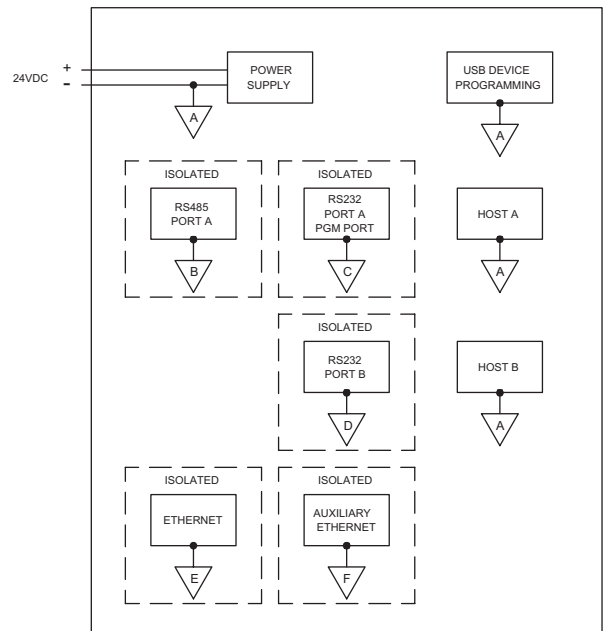 24VDC
+
-
POWER
SUPPLY
A
USB DEVICE
PROGRAMMING
A
ISOLATED
RS485
PORT A
B
ISOLATED
RS232
PORT A
PGM PORT
C
HOST A
A
ISOLATED
RS232
PORT B
D
HOST B
A
ISOLATED
ETHERNET
E
ISOLATED
AUXILIARY
ETHERNET
F